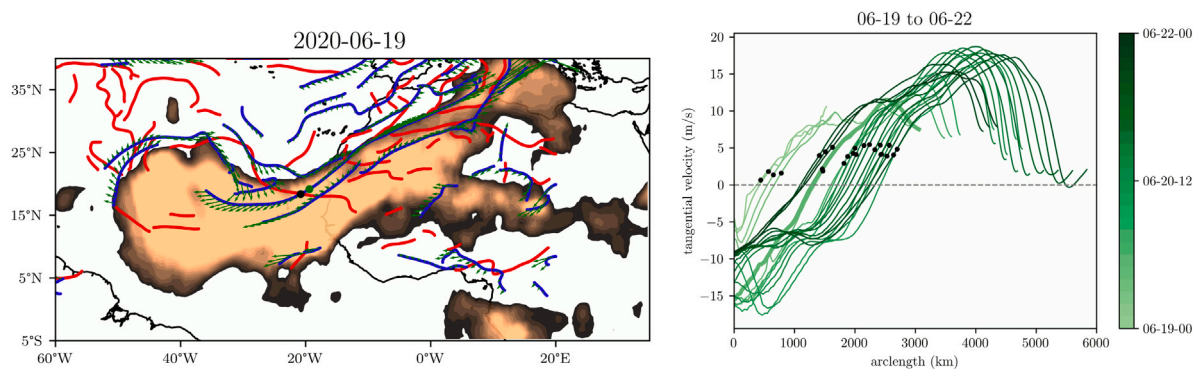 2020-06-19
35°N
25°N
15°N
5°N
5°S
60°W
40°W
20°W
0°W
20°E
06-19 to 06-22
tangential velocity (m/s)
20
15
10
5
0
−5
−10
−15
0
1000
2000
3000
4000
5000
6000
arclength (km)
06-22-00
06-20-12
06-19-00